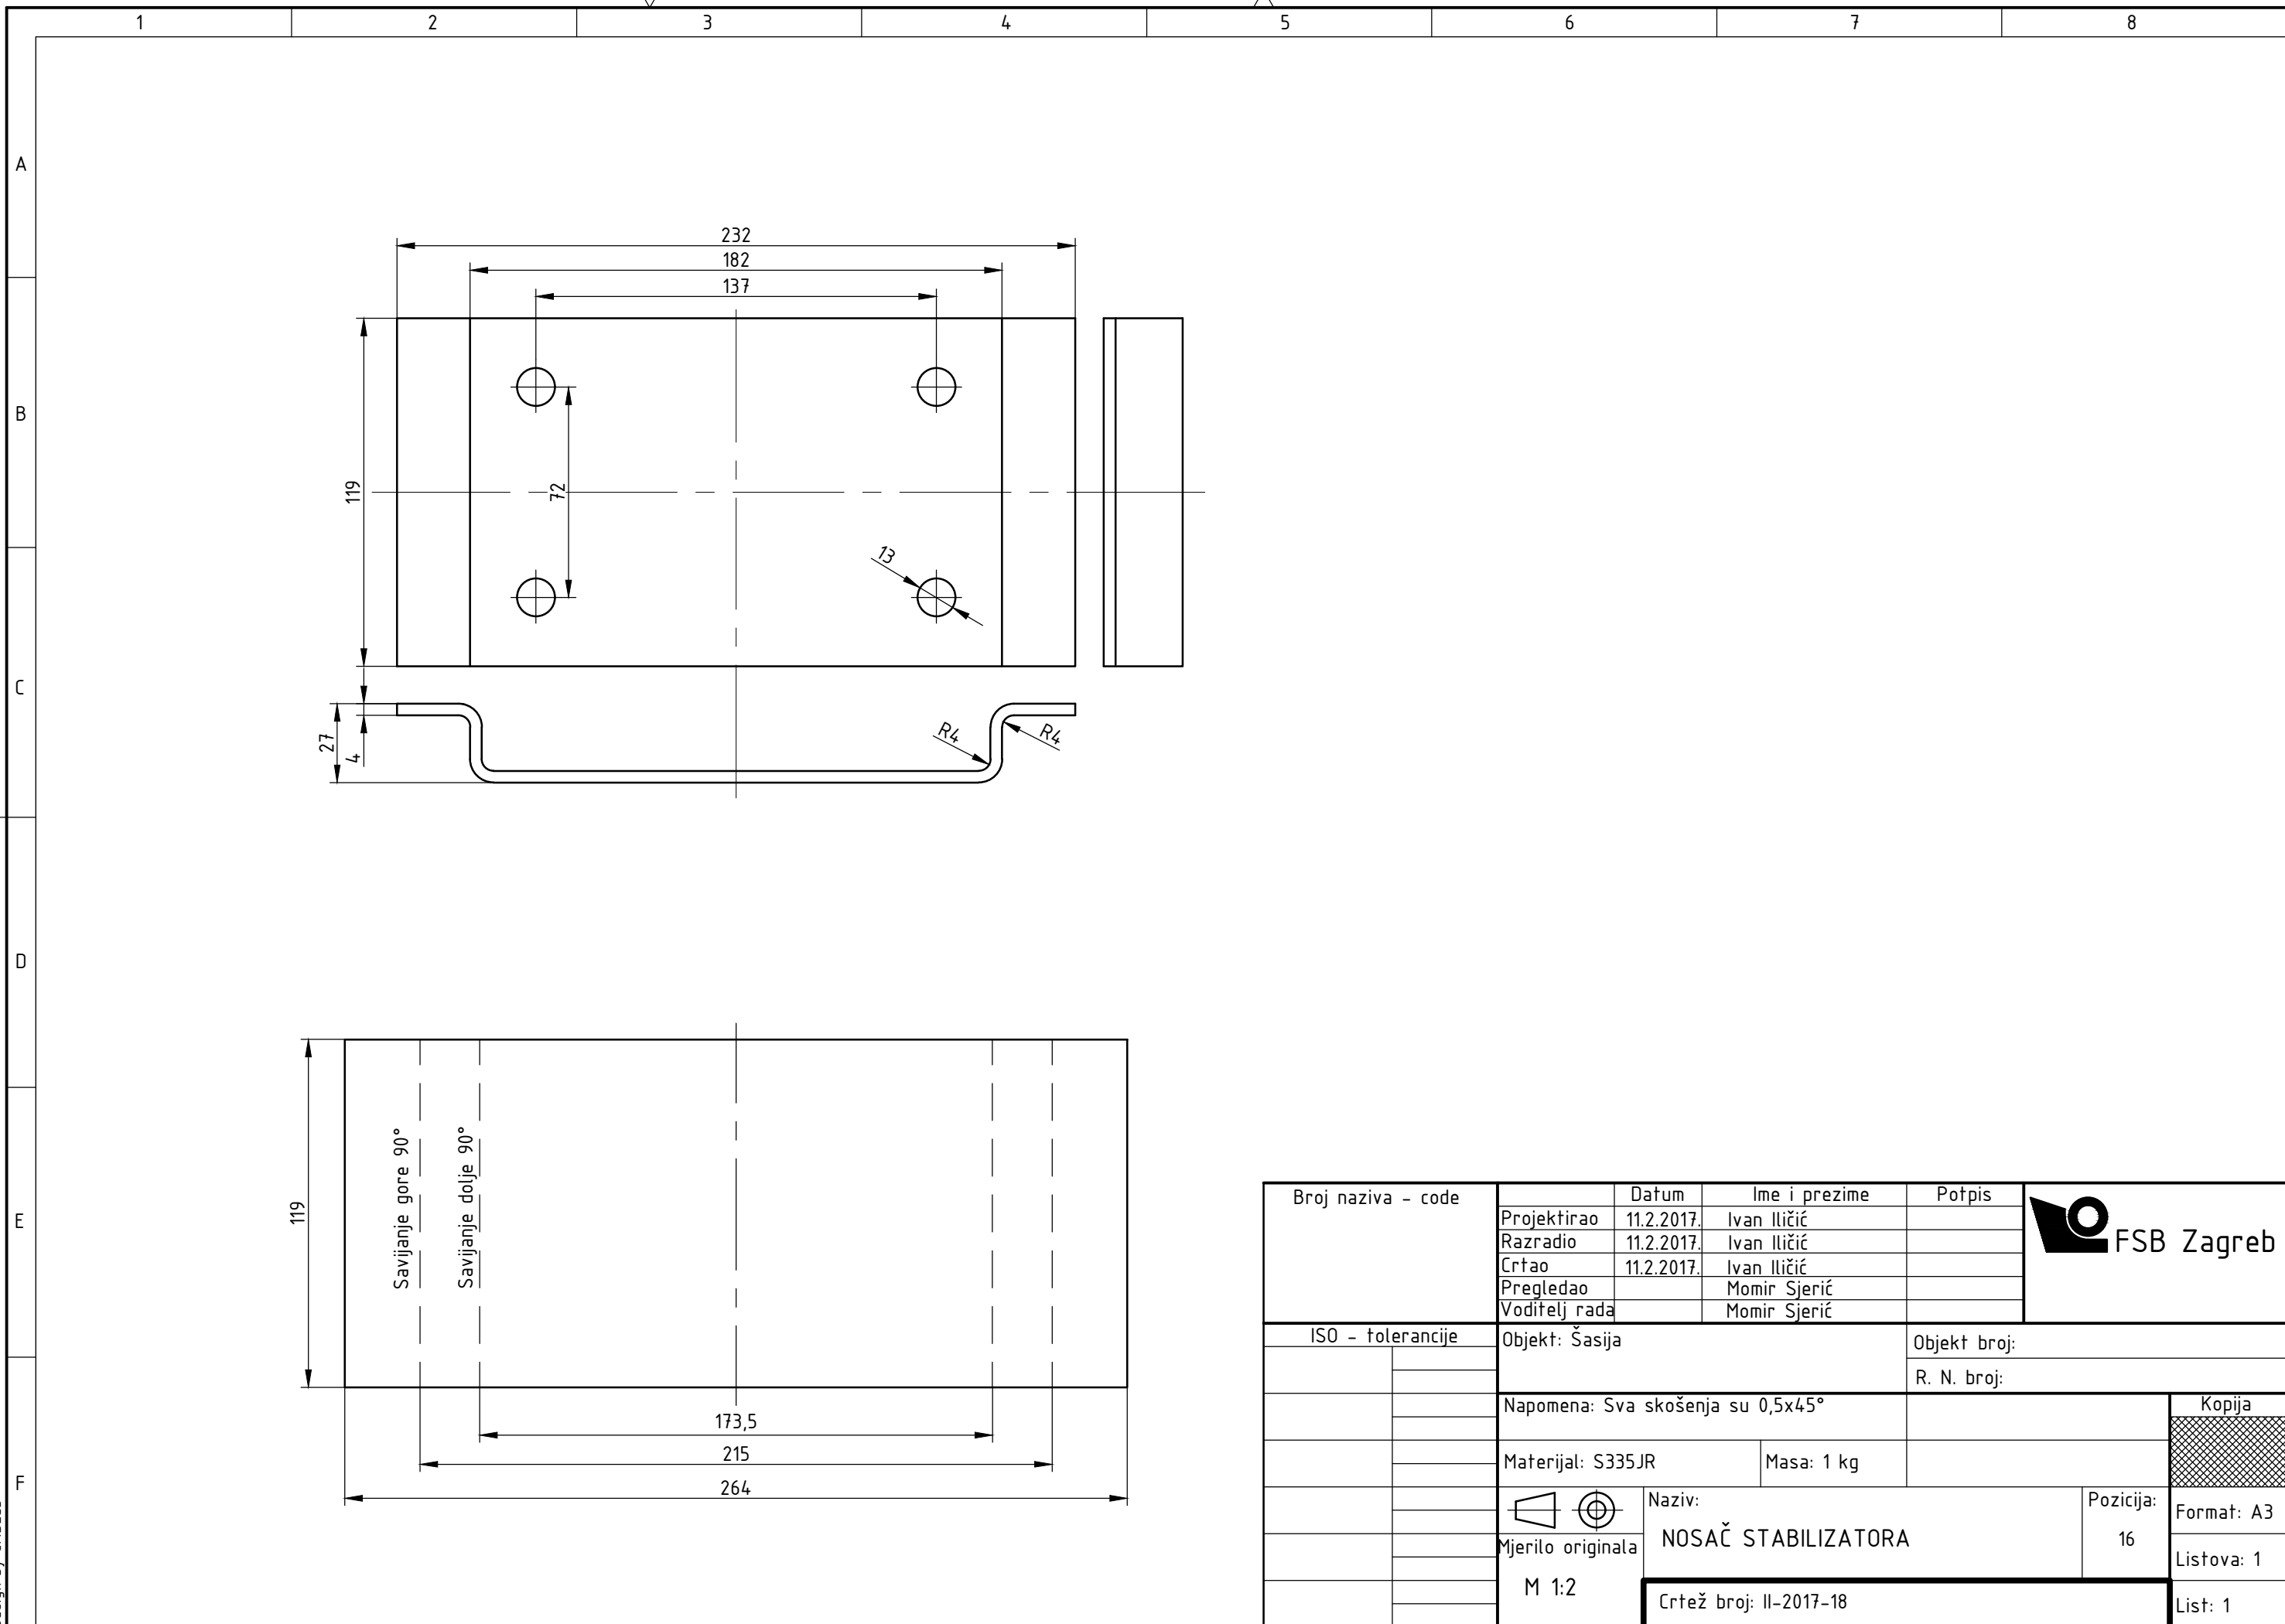 1 2 3 4 5 6 7 8
A
B
C
D
E
F
232
182
137
119
72
13
27
4
R4
R4
119
Savijanje gore 90°
Savijanje dolje 90°
173,5
215
264
Broj naziva - code
Datum Ime i prezime Potpis
Projektirao 11.2.2017. Ivan Iličić
Razradio 11.2.2017. Ivan Iličić
Crtao 11.2.2017. Ivan Iličić
Pregledao Momir Sjerić
Voditelj rada Momir Sjerić
FSB Zagreb
ISO - tolerancije
Objekt: Šasija
Objekt broj:
R. N. broj:
Napomena: Sva skošenja su 0,5x45°
Kopija
Materijal: S335JR Masa: 1 kg
Naziv:
NOSAČ STABILIZATORA
Pozicija:
16
Format: A3
Mjerilo originala
M 1:2
Listova: 1
Crtež broj: II-2017-18
List: 1